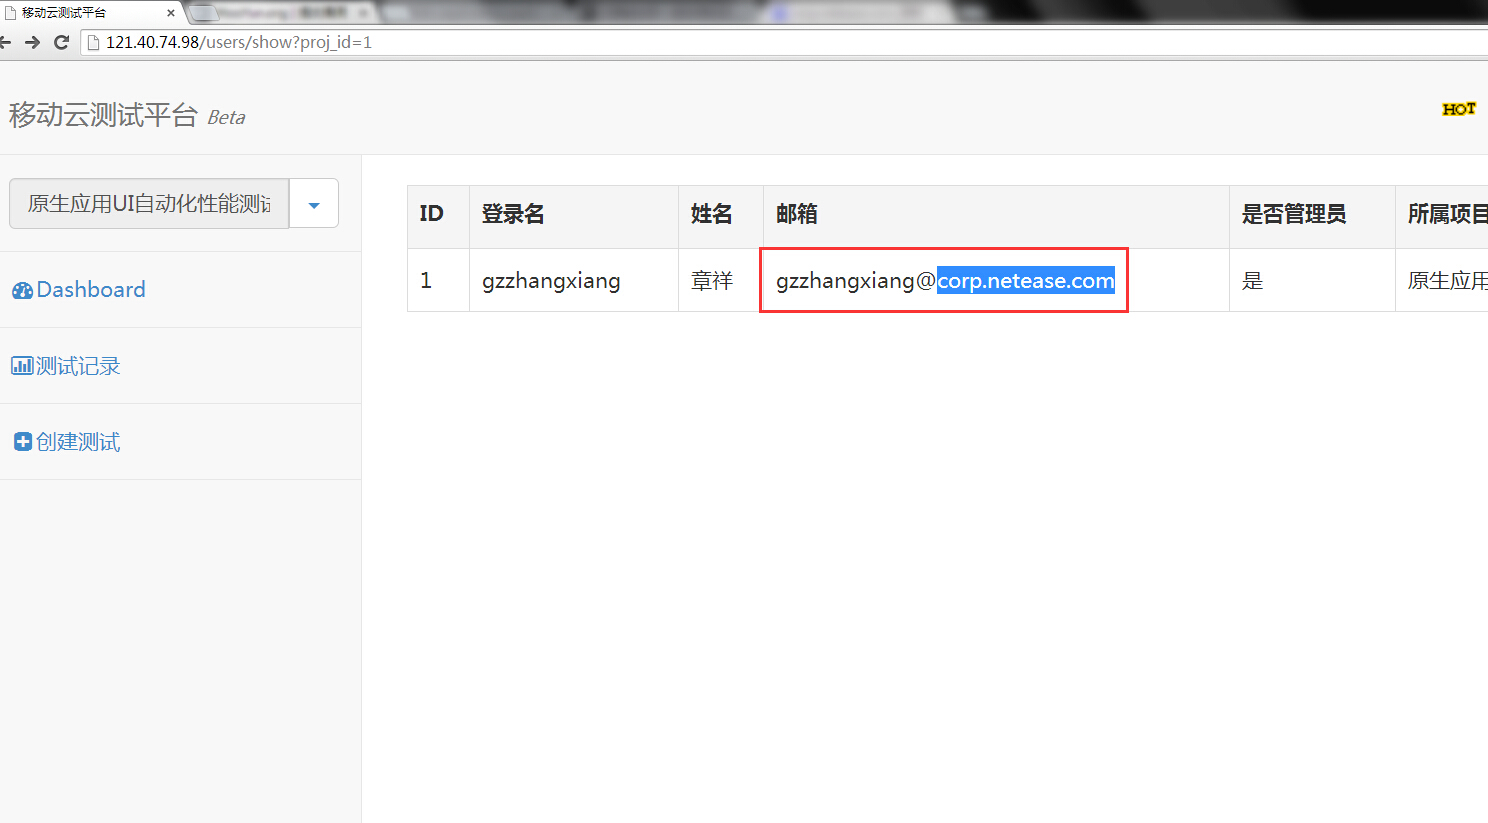 移动云测试平台
121.40.74.98/users/show?proj_id=1
移动云测试平台 Beta
HOT
原生应用UI自动化性能测试
Dashboard
测试记录
创建测试
ID 登录名 姓名 邮箱 是否管理员 所属项目
1 gzzhangxiang 章祥 gzzhangxiang@corp.netease.com 是 原生应用